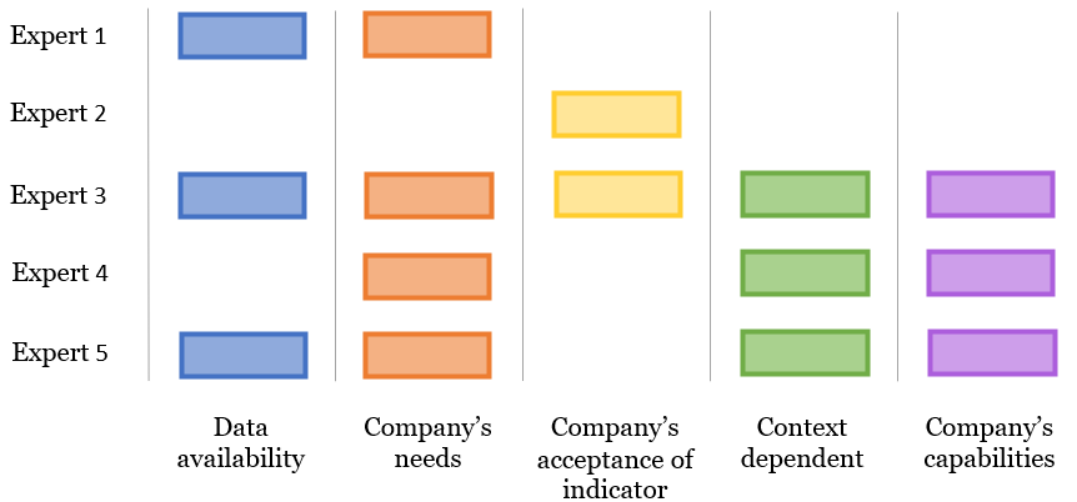 Expert 1
Expert 2
Expert 3
Expert 4
Expert 5
Data
availability
Company’s
needs
Company’s
acceptance of
indicator
Context
dependent
Company’s
capabilities